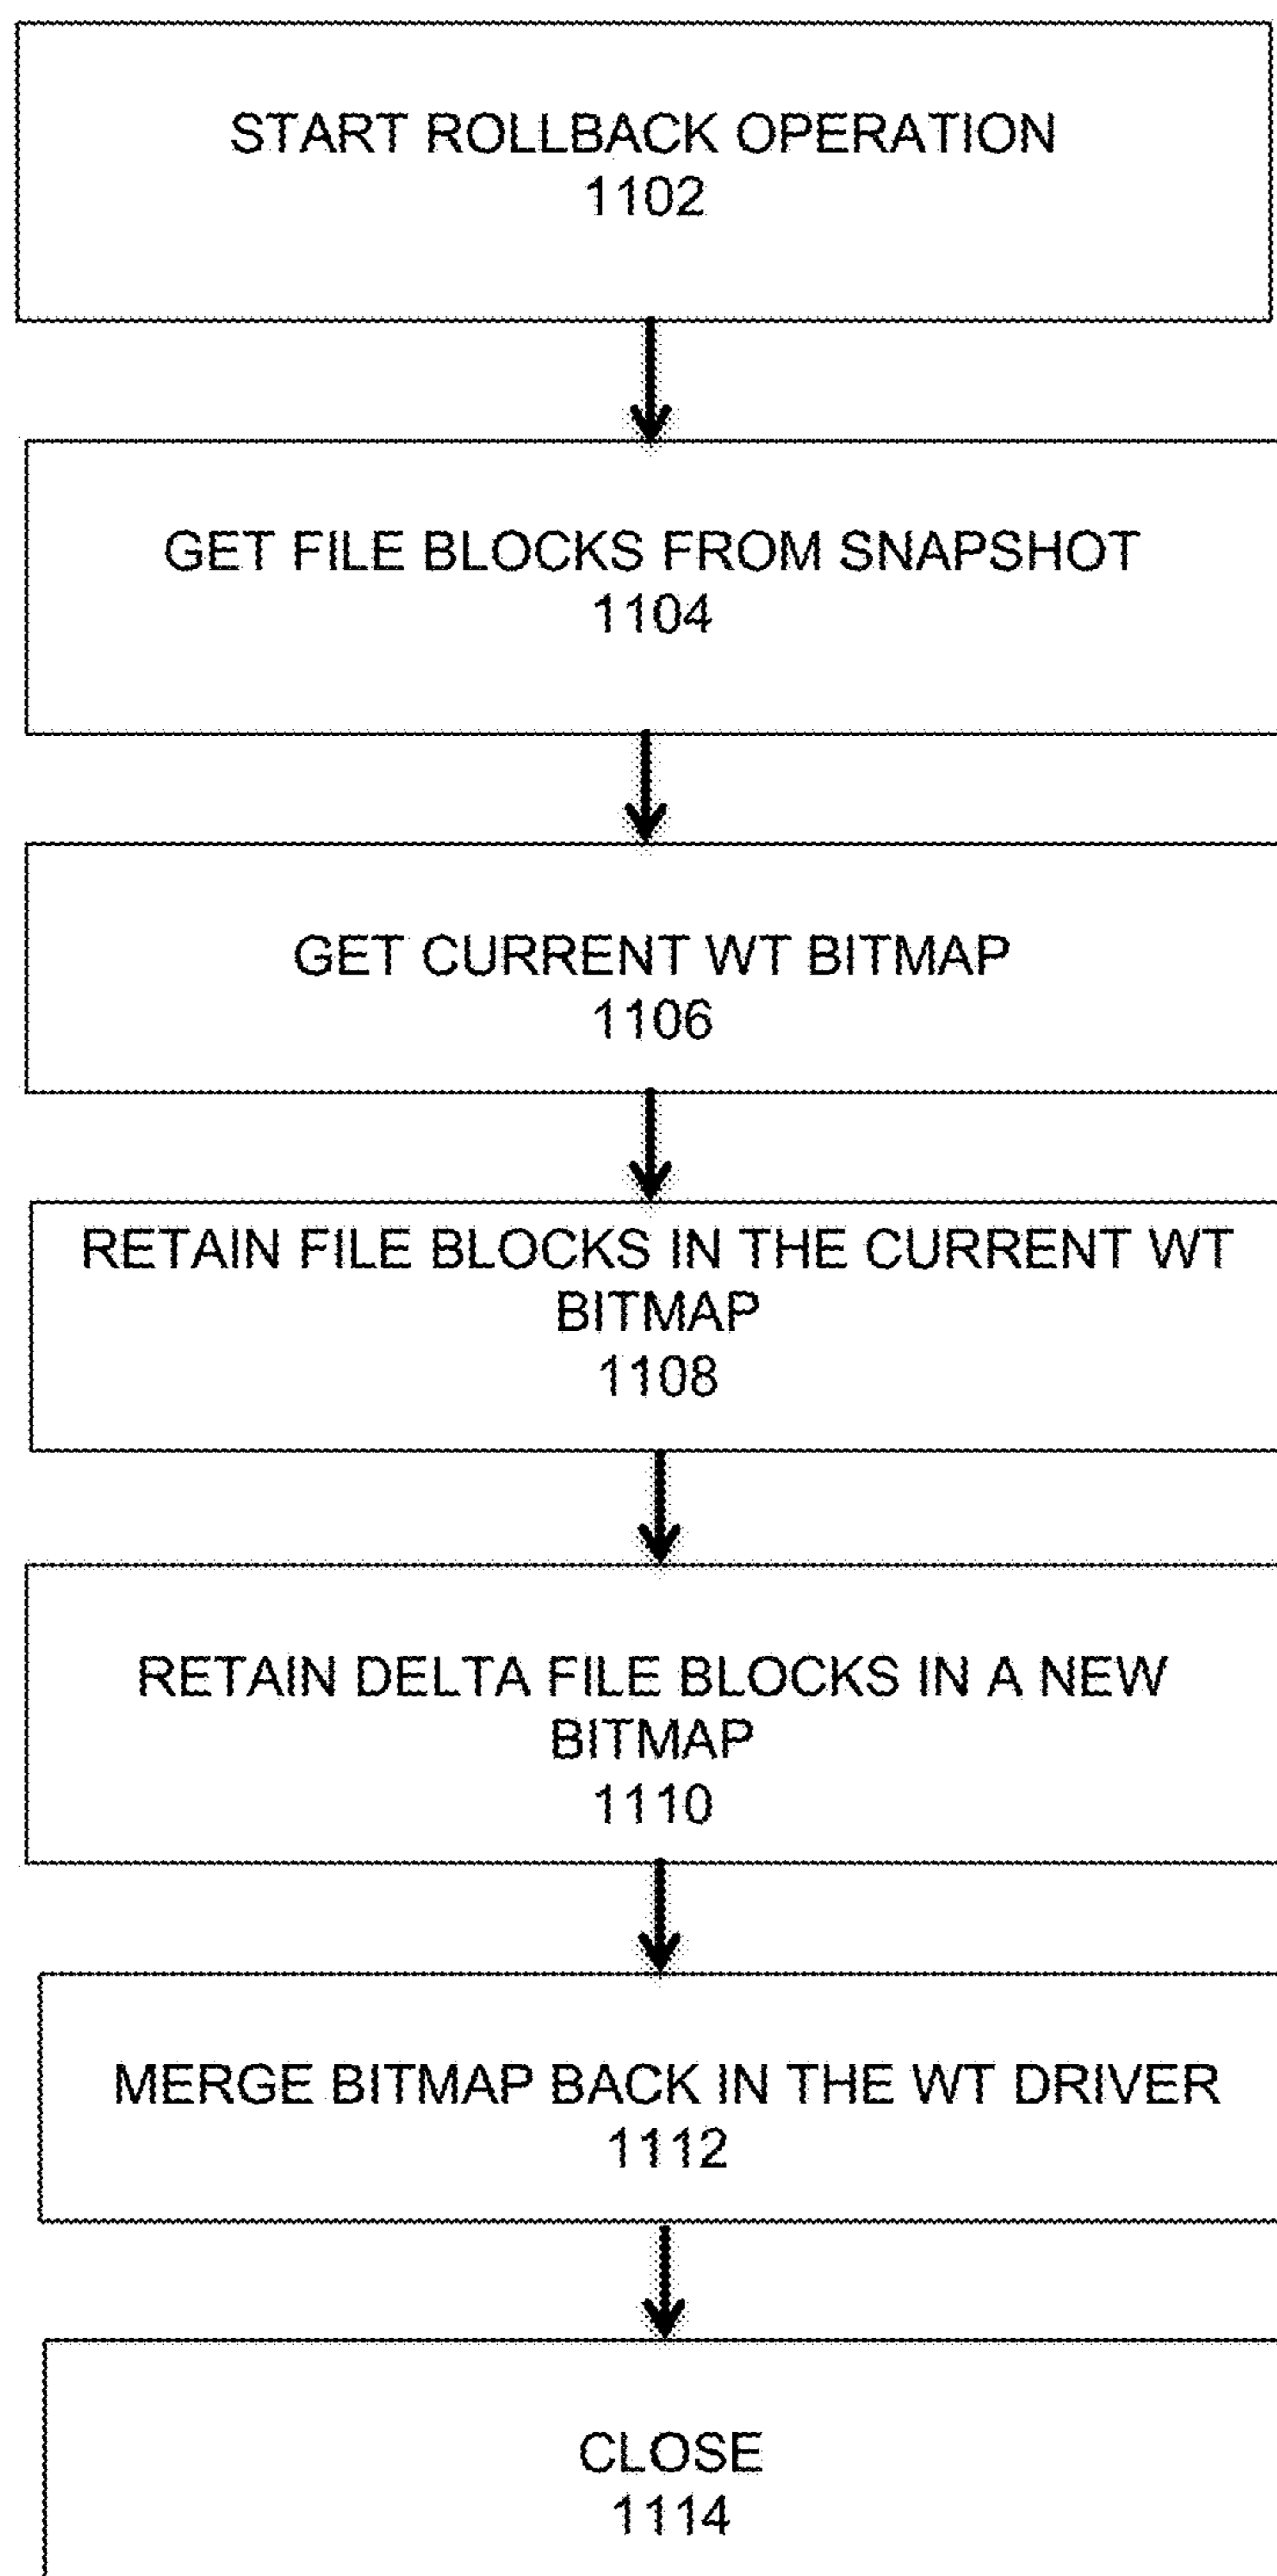 START ROLLBACK OPERATION
1102
GET FILE BLOCKS FROM SNAPSHOT
1104
GET CURRENT WT BITMAP
1106
RETAIN FILE BLOCKS IN THE CURRENT WT
BITMAP
1108
RETAIN DELTA FILE BLOCKS IN A NEW
BITMAP
1110
MERGE BITMAP BACK IN THE WT DRIVER
1112
CLOSE
1114